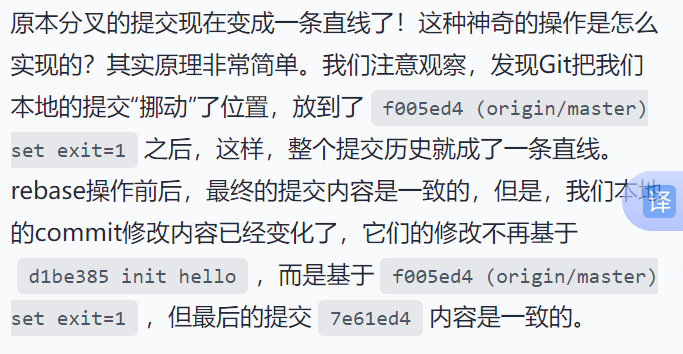 原本分叉的提交现在变成一条直线了！这种神奇的操作是怎么
实现的？其实原理非常简单。我们注意观察，发现Git把我们
本地的提交“挪动”了位置，放到了 f005ed4 (origin/master)
set exit=1 之后，这样，整个提交历史就成了一条直线。
rebase操作前后，最终的提交内容是一致的，但是，我们本地
的commit修改内容已经变化了，它们的修改不再基于
d1be385 init hello ，而是基于 f005ed4 (origin/master)
set exit=1 ，但最后的提交 7e61ed4 内容是一致的。
译